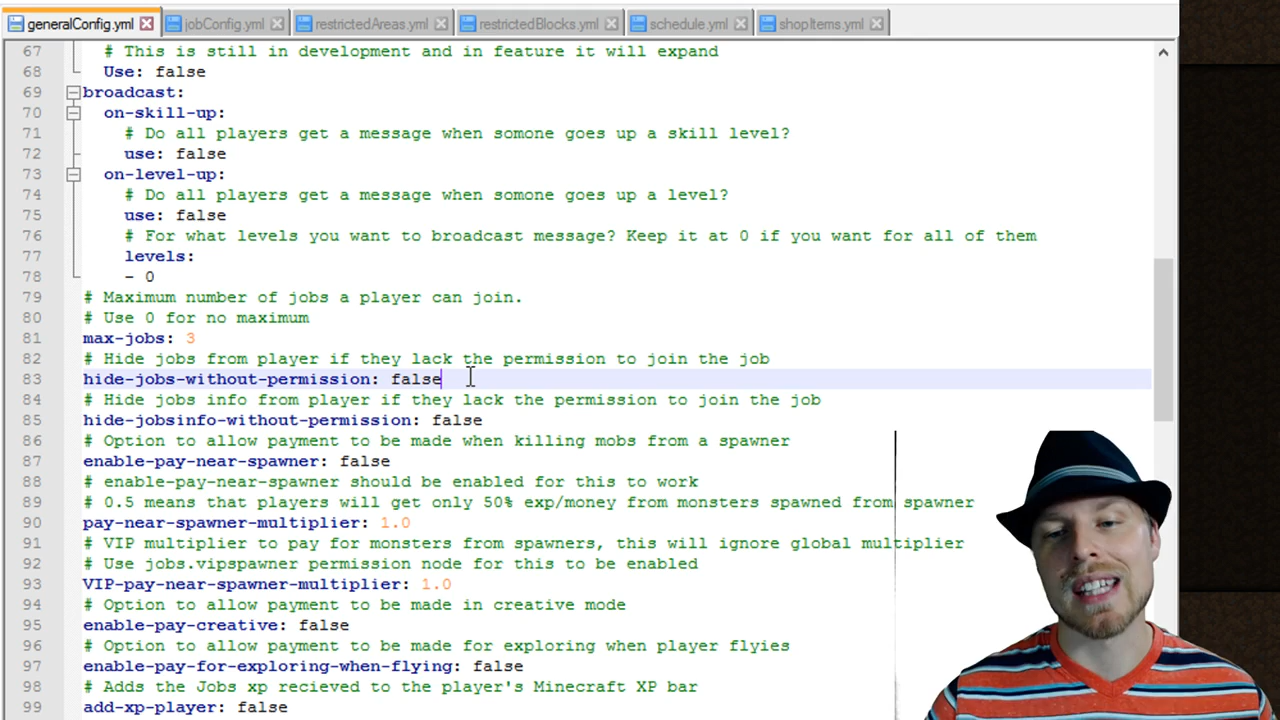 generalConfig.yml jobConfig.yml restrictedAreas.yml restrictedBlocks.yml schedule.yml shopItems.yml
67 # This is still in development and in feature it will expand
68 Use: false
69 broadcast:
70 on-skill-up:
71 # Do all players get a message when somone goes up a skill level?
72 use: false
73 on-level-up:
74 # Do all players get a message when somone goes up a level?
75 use: false
76 # For what levels you want to broadcast message? Keep it at 0 if you want for all of them
77 levels:
78 - 0
79 # Maximum number of jobs a player can join.
80 # Use 0 for no maximum
81 max-jobs: 3
82 # Hide jobs from player if they lack the permission to join the job
83 hide-jobs-without-permission: false
84 # Hide jobs info from player if they lack the permission to join the job
85 hide-jobsinfo-without-permission: false
86 # Option to allow payment to be made when killing mobs from a spawner
87 enable-pay-near-spawner: false
88 # enable-pay-near-spawner should be enabled for this to work
89 # 0.5 means that players will get only 50% exp/money from monsters spawned from spawner
90 pay-near-spawner-multiplier: 1.0
91 # VIP multiplier to pay for monsters from spawners, this will ignore global multiplier
92 # Use jobs.vipspawner permission node for this to be enabled
93 VIP-pay-near-spawner-multiplier: 1.0
94 # Option to allow payment to be made in creative mode
95 enable-pay-creative: false
96 # Option to allow payment to be made for exploring when player flyies
97 enable-pay-for-exploring-when-flying: false
98 # Adds the Jobs xp recieved to the player's Minecraft XP bar
99 add-xp-player: false